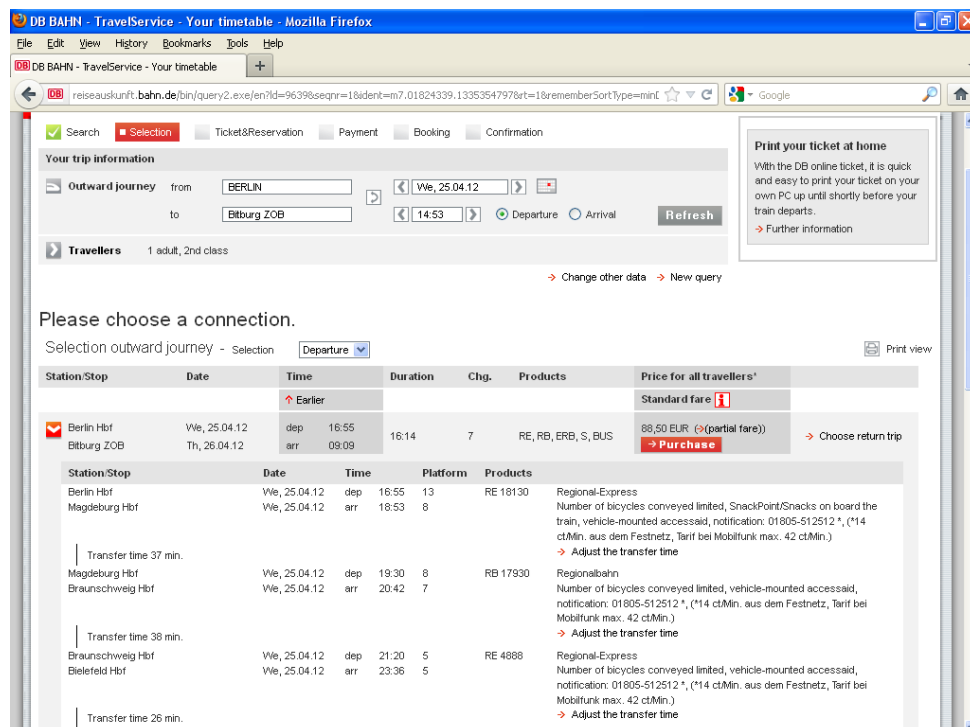 DB BAHN - TravelService - Your timetable - Mozilla Firefox
File Edit View History Bookmarks Tools Help
DB DB BAHN - TravelService - Your timetable +
DB reiseauskunft.bahn.de/bin/query2.exe/en?ld=9639&seqnr=1&ident=m7.01824339.1335354797&rt=1&rememberSortType=minD Google
Search Selection Ticket&Reservation Payment Booking Confirmation
Your trip information
Outward journey from BERLIN We, 25.04.12
to Bitburg ZOB 14:53 Departure Arrival Refresh
Travellers 1 adult, 2nd class
Change other data New query
Print your ticket at home
With the DB online ticket, it is quick
and easy to print your ticket on your
own PC up until shortly before your
train departs.
Further information
Please choose a connection.
Selection outward journey - Selection Departure Print view
Station/Stop Date Time Duration Chg. Products Price for all travellers*
Earlier Standard fare i
Berlin Hbf We, 25.04.12 dep 16:55 16:14 7 RE, RB, ERB, S, BUS 88,50 EUR (→(partial fare)) Choose return trip
Bitburg ZOB Th, 26.04.12 arr 09:09 Purchase
Station/Stop Date Time Platform Products
Berlin Hbf We, 25.04.12 dep 16:55 13 RE 18130 Regional-Express
Magdeburg Hbf We, 25.04.12 arr 18:53 8 Number of bicycles conveyed limited, SnackPoint/Snacks on board the
train, vehicle-mounted accessaid, notification: 01805-512512 *, (*14
ct/Min. aus dem Festnetz, Tarif bei Mobilfunk max. 42 ct/Min.)
Transfer time 37 min. Adjust the transfer time
Magdeburg Hbf We, 25.04.12 dep 19:30 8 RB 17930 Regionalbahn
Braunschweig Hbf We, 25.04.12 arr 20:42 7 Number of bicycles conveyed limited, vehicle-mounted accessaid,
notification: 01805-512512 *, (*14 ct/Min. aus dem Festnetz, Tarif bei
Mobilfunk max. 42 ct/Min.)
Transfer time 38 min. Adjust the transfer time
Braunschweig Hbf We, 25.04.12 dep 21:20 5 RE 4888 Regional-Express
Bielefeld Hbf We, 25.04.12 arr 23:36 5 Number of bicycles conveyed limited, vehicle-mounted accessaid,
notification: 01805-512512 *, (*14 ct/Min. aus dem Festnetz, Tarif bei
Mobilfunk max. 42 ct/Min.)
Transfer time 26 min. Adjust the transfer time